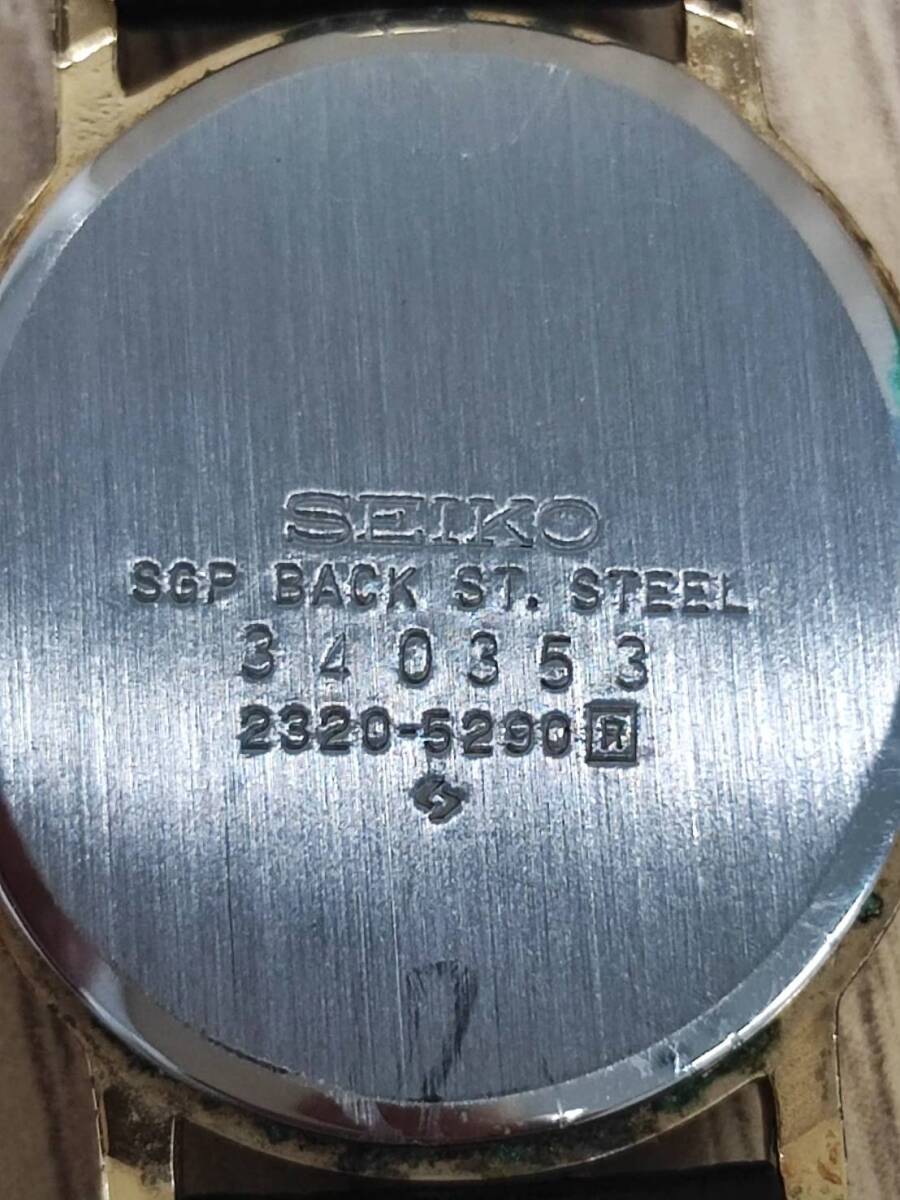 SEIKO
SGP BACK ST. STEEL
340353
2320-5290